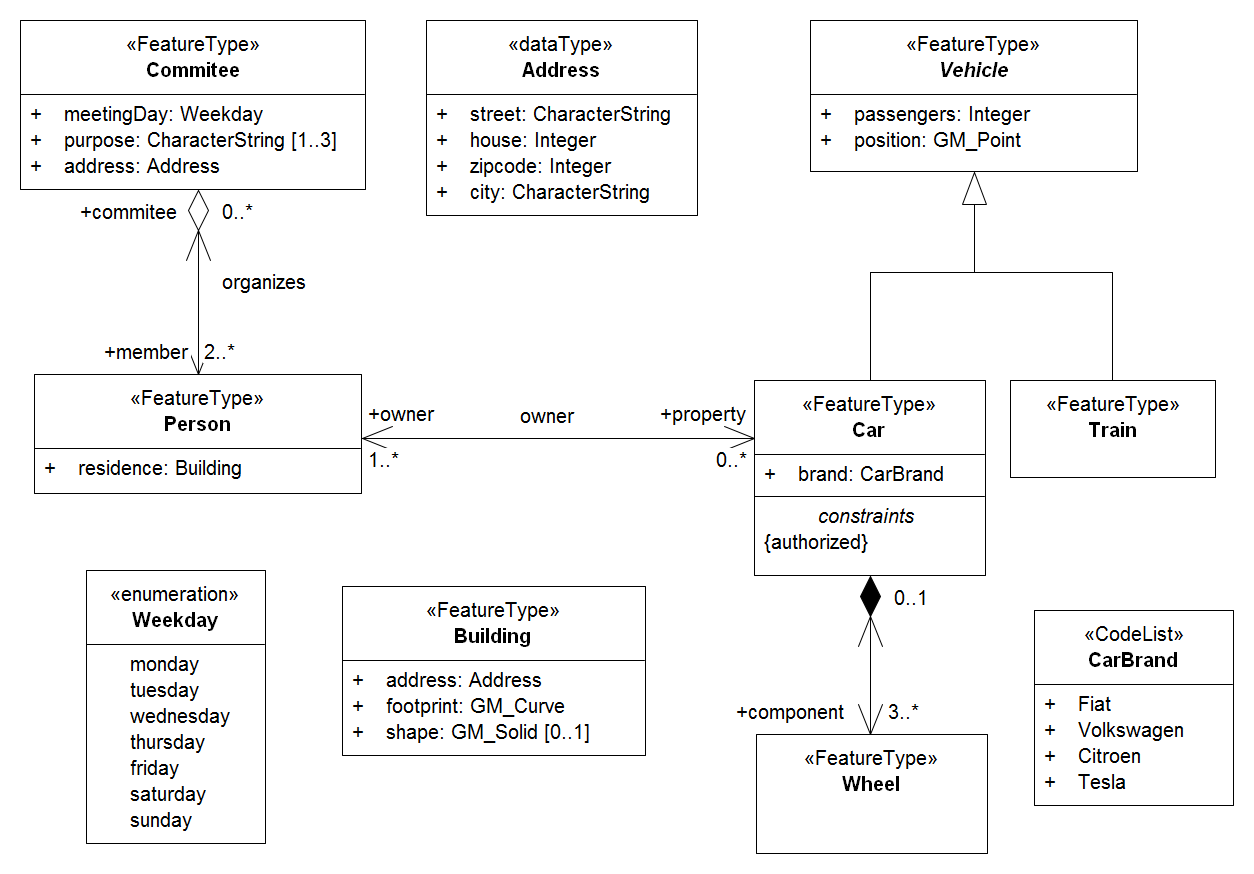 «FeatureType»
Commitee
+ meetingDay: Weekday
+ purpose: CharacterString [1..3]
+ address: Address
«dataType»
Address
+ street: CharacterString
+ house: Integer
+ zipcode: Integer
+ city: CharacterString
«FeatureType»
Vehicle
+ passengers: Integer
+ position: GM_Point
+commitee
0..*
organizes
+member
2..*
«FeatureType»
Person
+ residence: Building
+owner
owner
+property
1..*
0..*
«FeatureType»
Car
+ brand: CarBrand
constraints
{authorized}
«FeatureType»
Train
«enumeration»
Weekday
monday
tuesday
wednesday
thursday
friday
saturday
sunday
«FeatureType»
Building
+ address: Address
+ footprint: GM_Curve
+ shape: GM_Solid [0..1]
0..1
+component
3..*
«FeatureType»
Wheel
«CodeList»
CarBrand
+ Fiat
+ Volkswagen
+ Citroen
+ Tesla